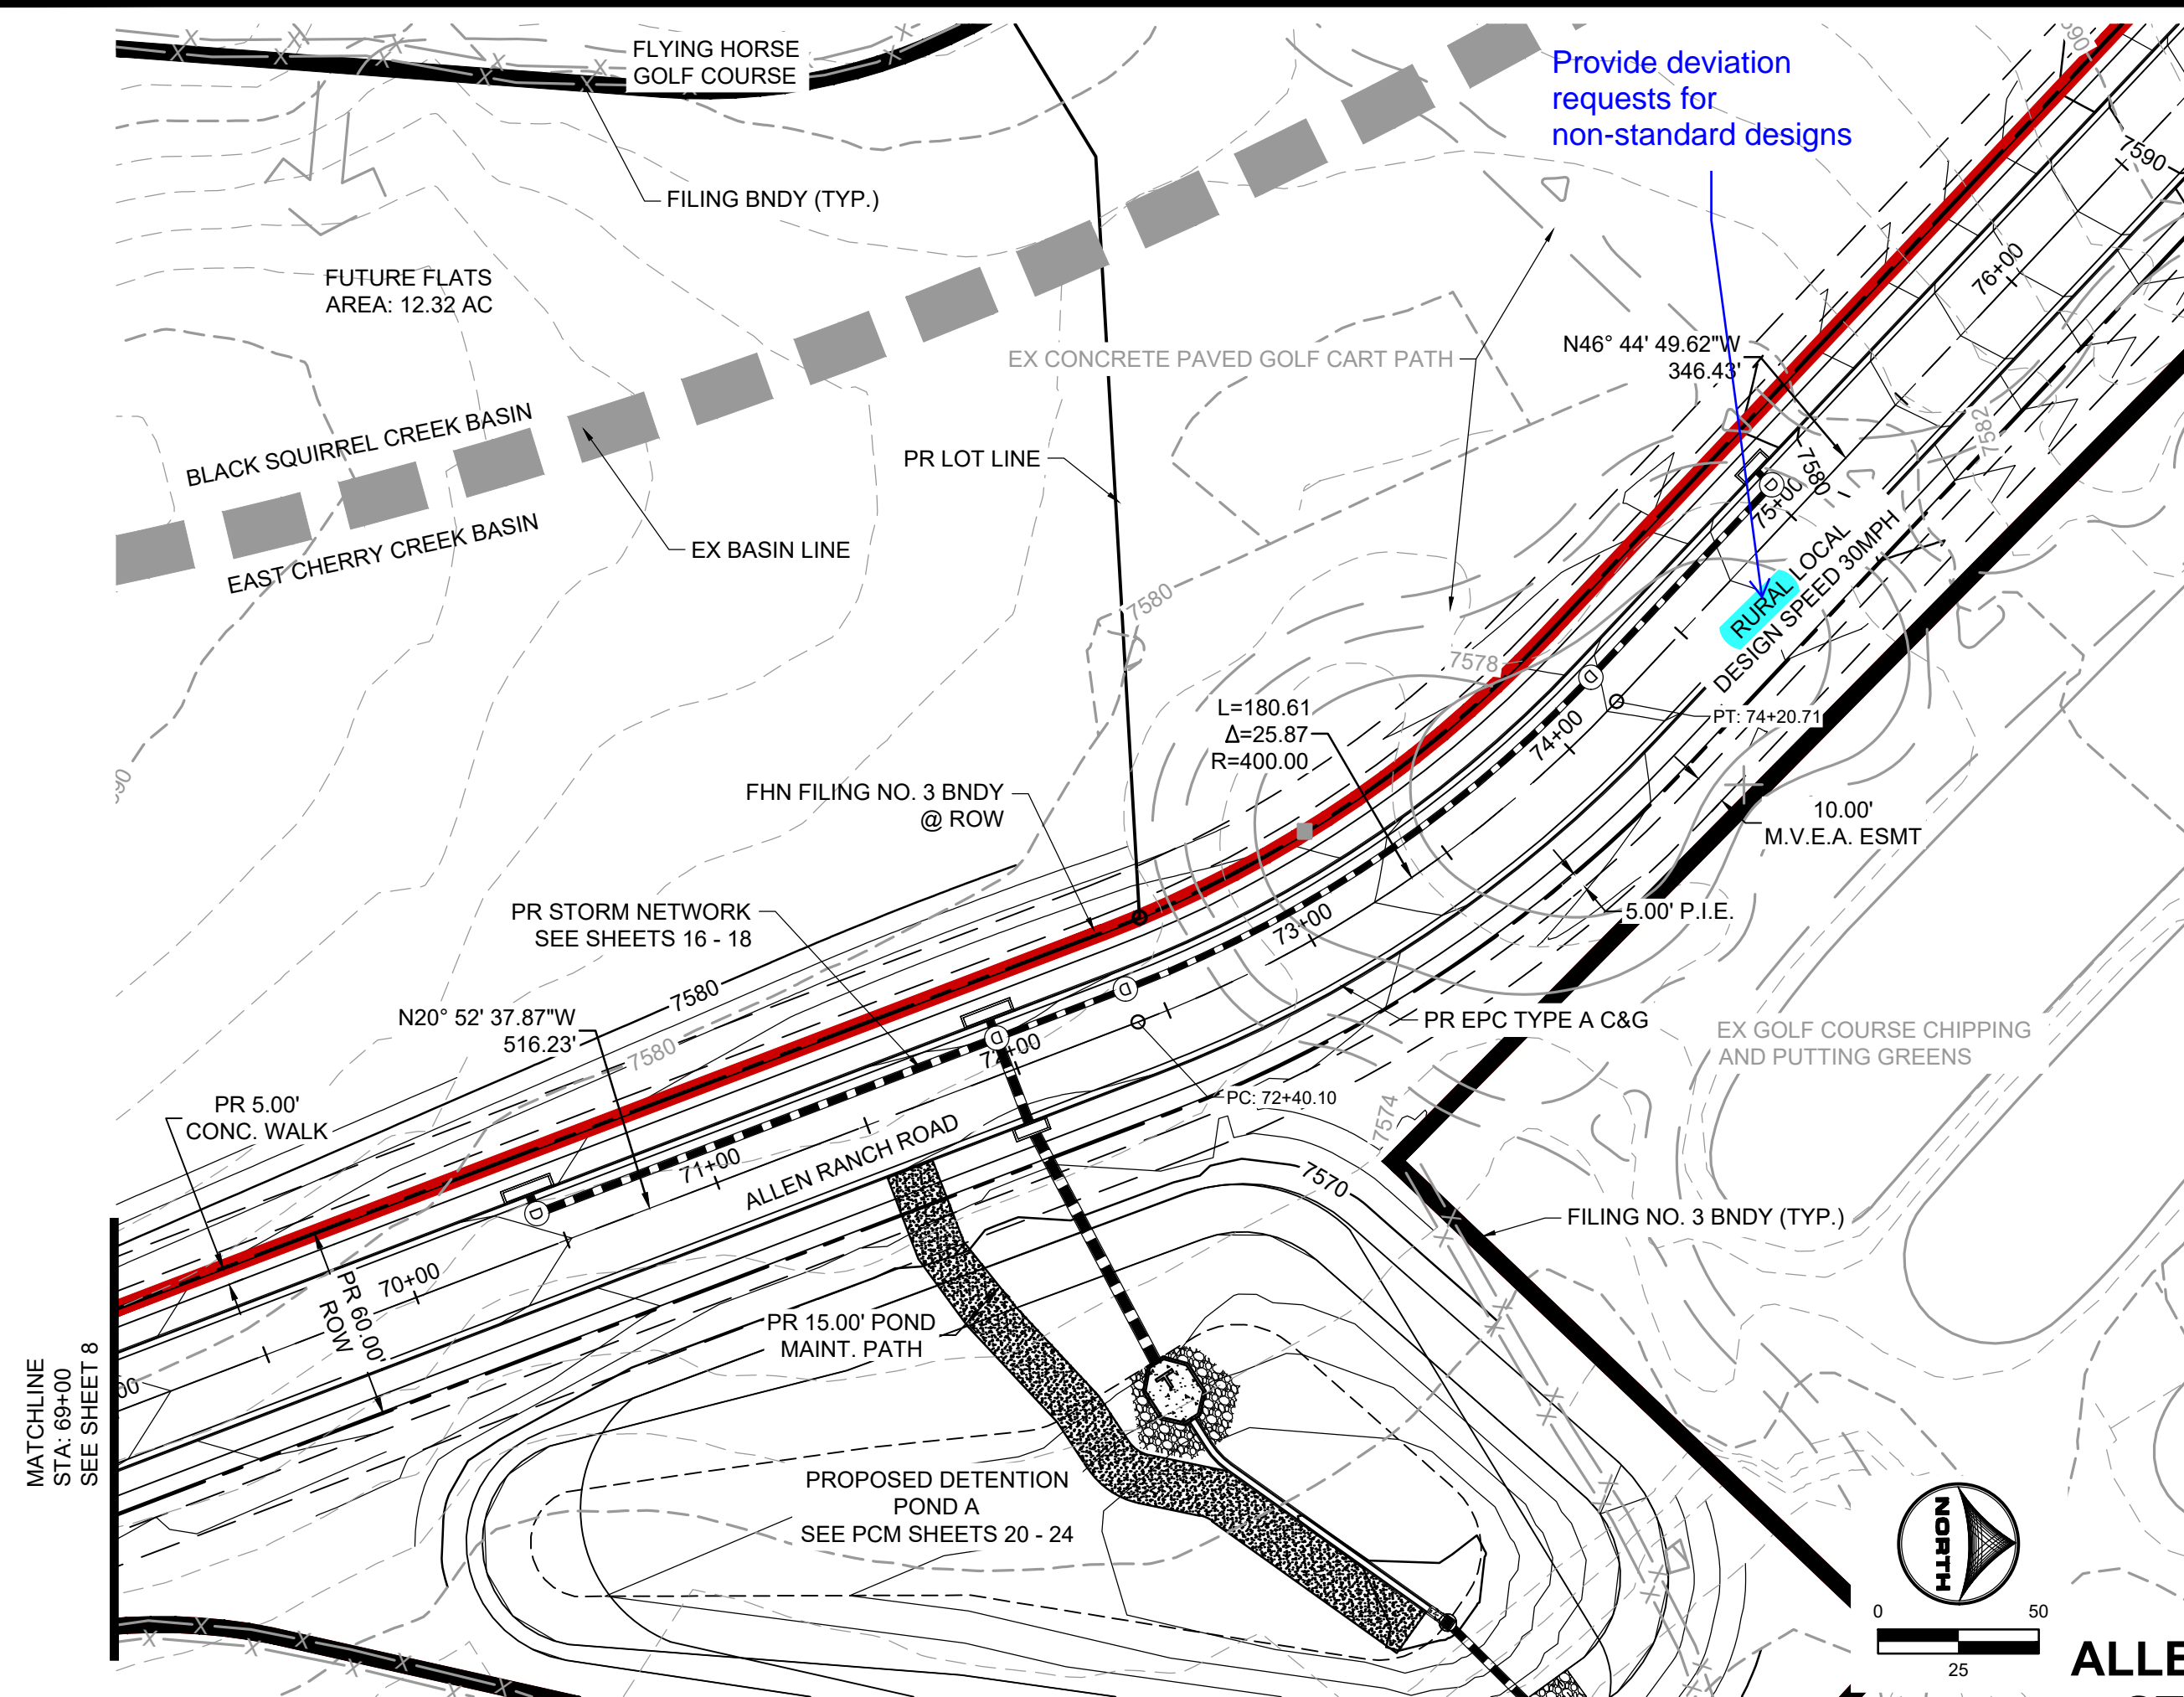 FLYING HORSE
GOLF COURSE
Provide deviation
requests for
non-standard designs
FILING BNDY (TYP.)
FUTURE FLATS
AREA: 12.32 AC
7590
76+00
N46° 44' 49.62"W
346.43'
EX CONCRETE PAVED GOLF CART PATH
BLACK SQUIRREL CREEK BASIN
PR LOT LINE
7582
7580
75+00
EAST CHERRY CREEK BASIN
EX BASIN LINE
RURAL LOCAL
DESIGN SPEED 30MPH
7580
7578
L=180.61
Δ=25.87
R=400.00
PT: 74+20.71
74+00
FHN FILING NO. 3 BNDY
@ ROW
10.00'
M.V.E.A. ESMT
PR STORM NETWORK
SEE SHEETS 16 - 18
73+00
5.00' P.I.E.
7580
N20° 52' 37.87"W
516.23'
7580
72+00
PR EPC TYPE A C&G
EX GOLF COURSE CHIPPING
AND PUTTING GREENS
PR 5.00'
CONC. WALK
PC: 72+40.10
7574
71+00
ALLEN RANCH ROAD
7570
FILING NO. 3 BNDY (TYP.)
70+00
PR 60.00'
ROW
PR 15.00' POND
MAINT. PATH
MATCHLINE
STA: 69+00
SEE SHEET 8
T
PROPOSED DETENTION
POND A
SEE PCM SHEETS 20 - 24
NORTH
0 50
25
ALLE